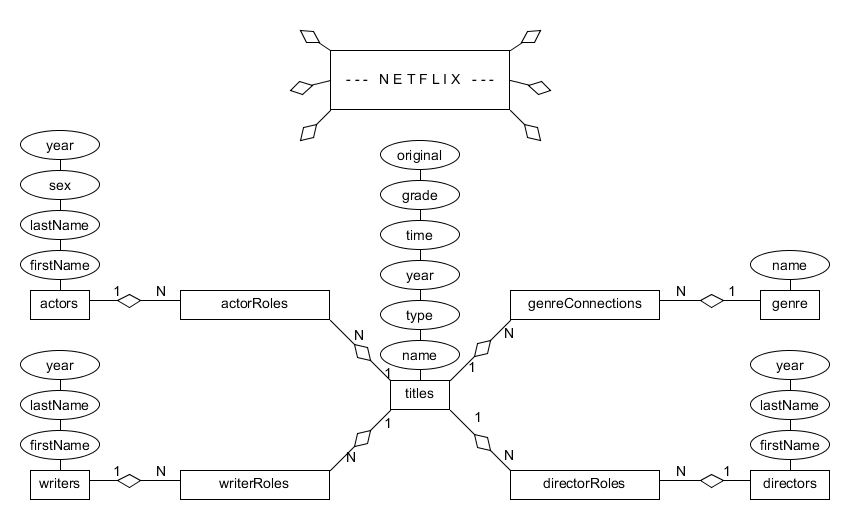 --- NETFLIX ---
year
sex
lastName
firstName
actors
1
N
actorRoles
N
1
original
grade
time
year
type
name
titles
genreConnections
N
1
N
1
name
genre
year
lastName
firstName
writers
1
N
writerRoles
N
1
1
N
directorRoles
N
1
year
lastName
firstName
directors